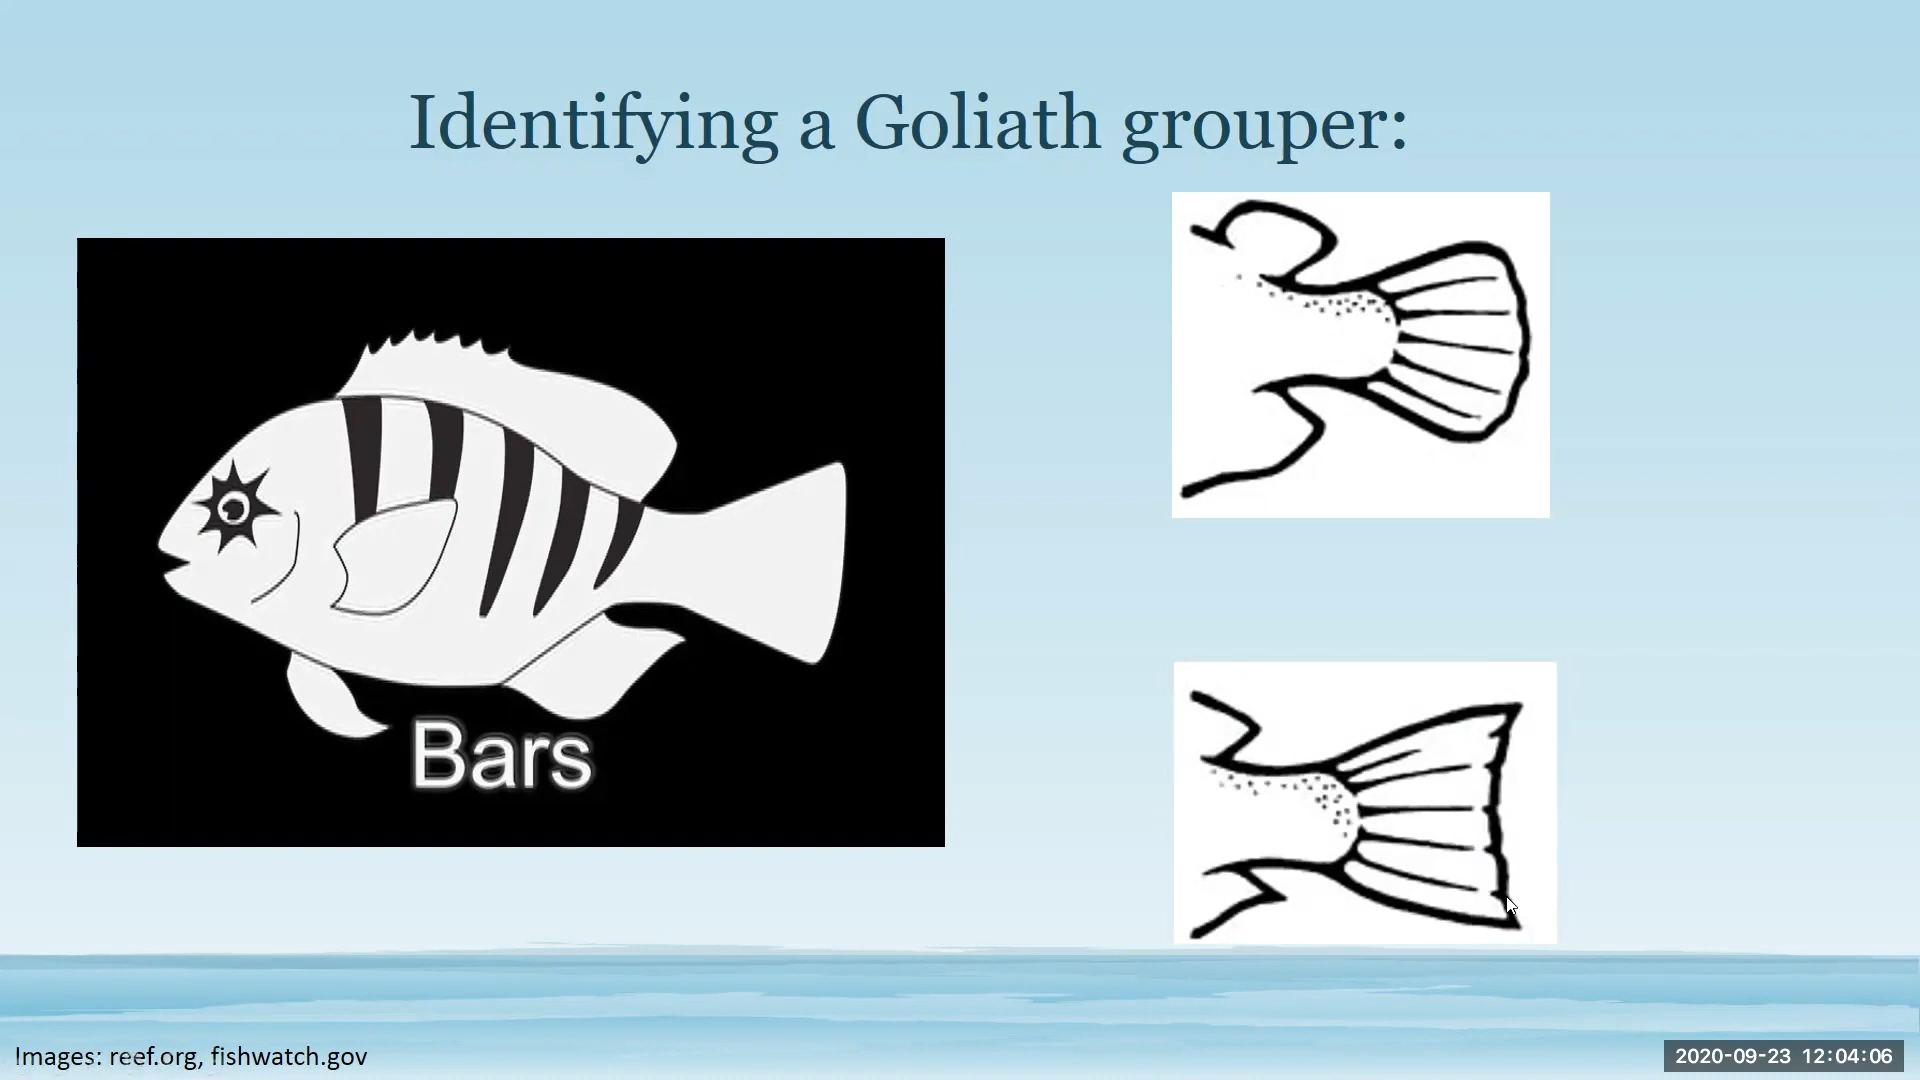 Identifying a Goliath grouper:
Bars
Images: reef.org, fishwatch.gov
2020-09-23 12:04:06